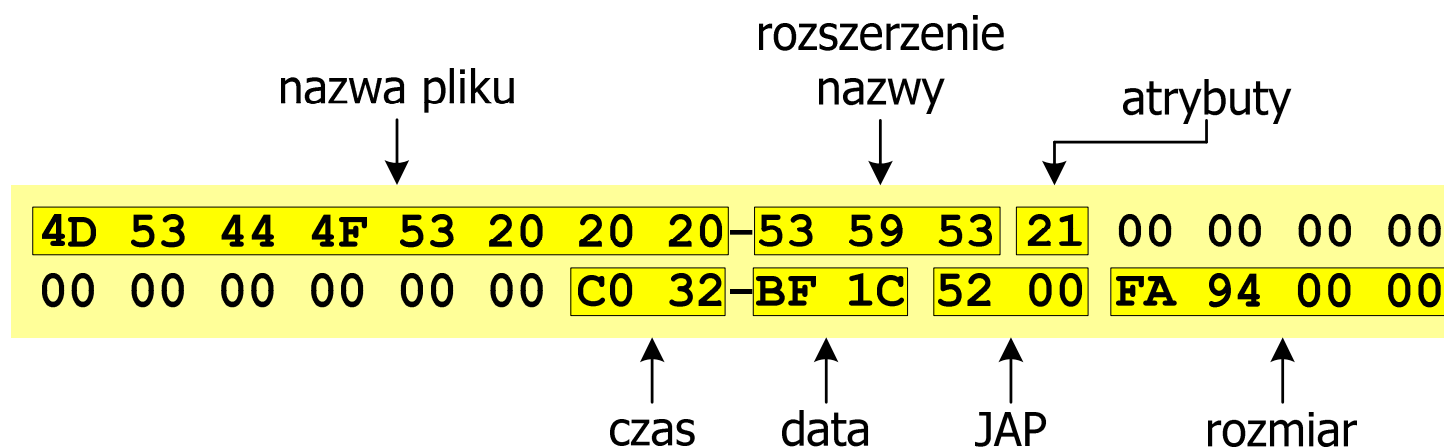 rozszerzenie
nazwa pliku nazwy atrybuty
4D 53 44 4F 53 20 20 20-53 59 53 21 00 00 00 00
00 00 00 00 00 00 C0 32-BF 1C 52 00 FA 94 00 00
czas data JAP rozmiar